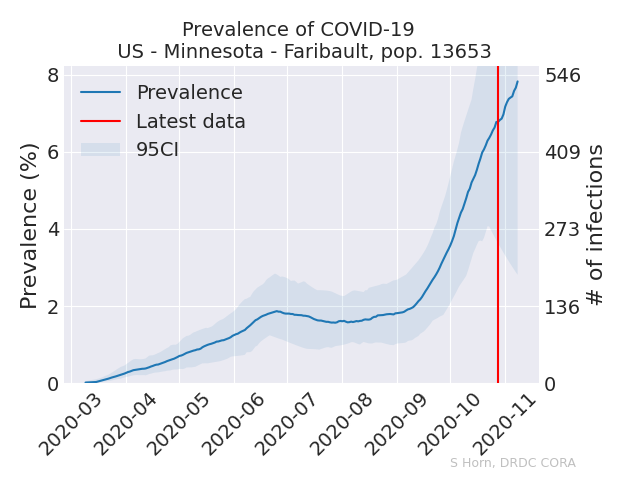 Prevalence of COVID-19
US - Minnesota - Faribault, pop. 13653
Prevalence
Latest data
95CI
Prevalence (%)
8
6
4
2
0
546
409
273
136
0
# of infections
2020-03
2020-04
2020-05
2020-06
2020-07
2020-08
2020-09
2020-10
2020-11
S Horn, DRDC CORA